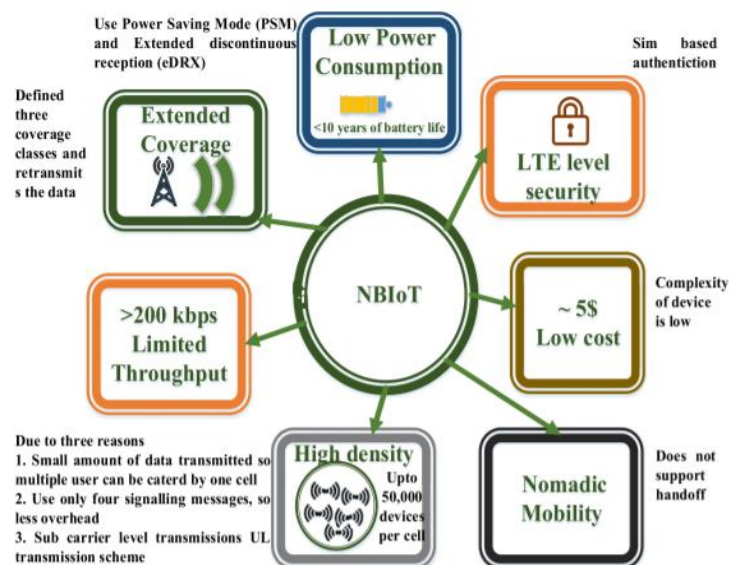 Use Power Saving Mode (PSM)
and Extended discontinuous
reception (eDRX)
Low Power
Consumption
<10 years of battery life
Sim based
authentiction
LTE level
security
Defined
three
coverage
classes and
retransmit
s the data
Extended
Coverage
NBIoT
>200 kbps
Limited
Throughput
~ 5$
Low cost
Complexity
of device
is low
Due to three reasons
1. Small amount of data transmitted so
multiple user can be caterd by one cell
2. Use only four signalling messages, so
less overhead
3. Sub carrier level transmissions UL
transmission scheme
High density
Upto
50,000
devices
per cell
Nomadic
Mobility
Does not
support
handoff